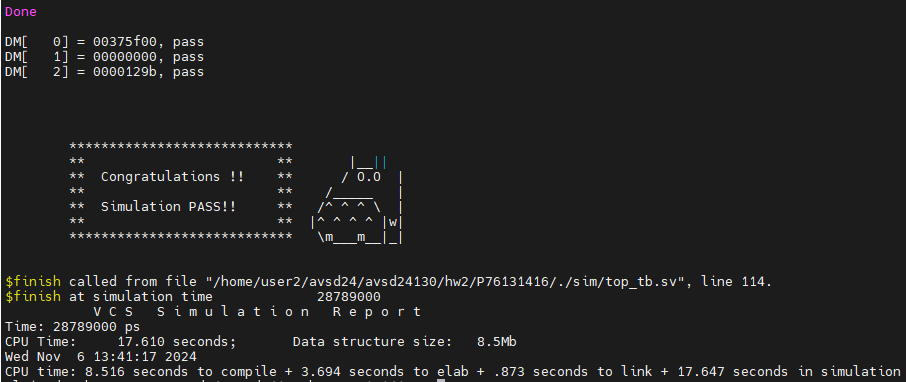 Done
DM[   0] = 00375f00, pass
DM[   1] = 00000000, pass
DM[   2] = 0000129b, pass
****************************
**                        **       |__||
**  Congratulations !!    **      / O.O  |
**                        **    /_____   |
**  Simulation PASS!!     **   /^ ^ ^ \  |
**                        **  |^ ^ ^ ^ |w|
****************************   \m___m__|_|
$finish called from file "/home/user2/avsd24/avsd24130/hw2/P76131416/./sim/top_tb.sv", line 114.
$finish at simulation time             28789000
V C S   S i m u l a t i o n   R e p o r t
Time: 28789000 ps
CPU Time:     17.610 seconds;       Data structure size:   8.5Mb
Wed Nov  6 13:41:17 2024
CPU time: 8.516 seconds to compile + 3.694 seconds to elab + .873 seconds to link + 17.647 seconds in simulation